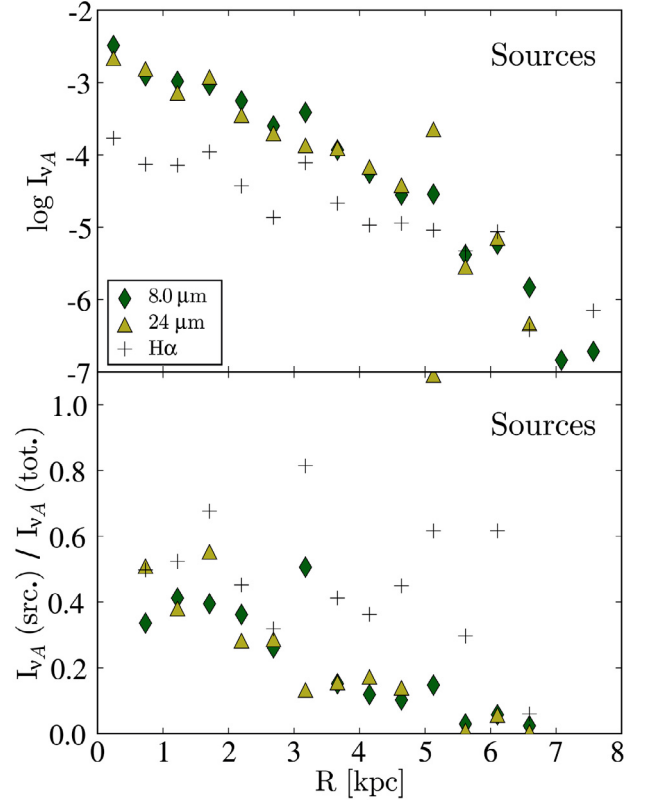 -2
-3
-4
-5
-6
-7
log I_νA
Sources
8.0 μm
24 μm
Hα
1.0
0.8
0.6
0.4
0.2
0.0
I_νA (src.) / I_νA (tot.)
Sources
0 1 2 3 4 5 6 7 8
R [kpc]